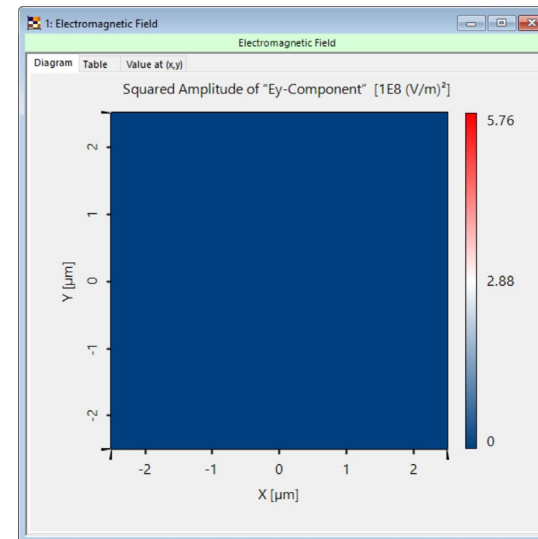 1: Electromagnetic Field
Electromagnetic Field
Diagram Table Value at (x,y)
Squared Amplitude of "Ey-Component" [1E8 (V/m)²]
5.76
2.88
0
Y [µm]
2
1
0
-1
-2
-2 -1 0 1 2
X [µm]